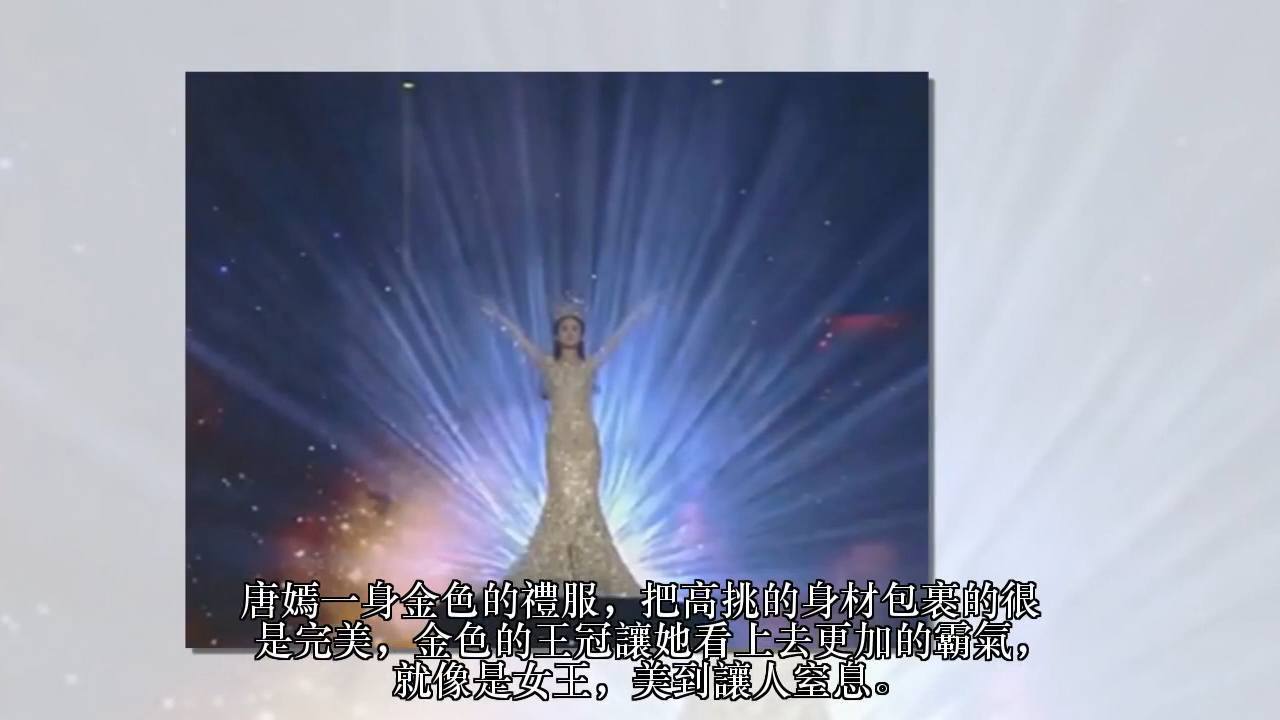 唐嫣一身金色的禮服，把高挑的身材包裹的很
是完美，金色的王冠讓她看上去更加的霸氣，
就像是女王，美到讓人窒息。